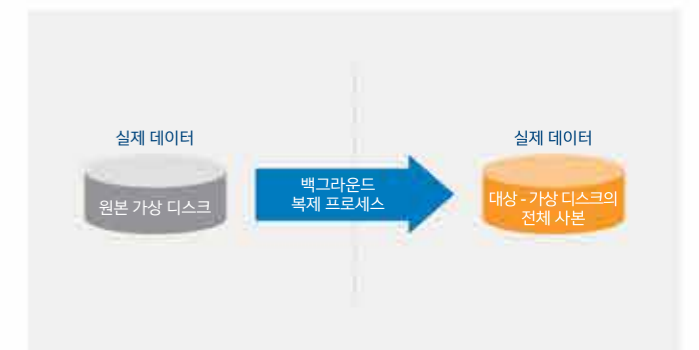 실제 데이터
원본 가상 디스크
백그라운드
복제 프로세스
실제 데이터
대상 - 가상 디스크의
전체 사본